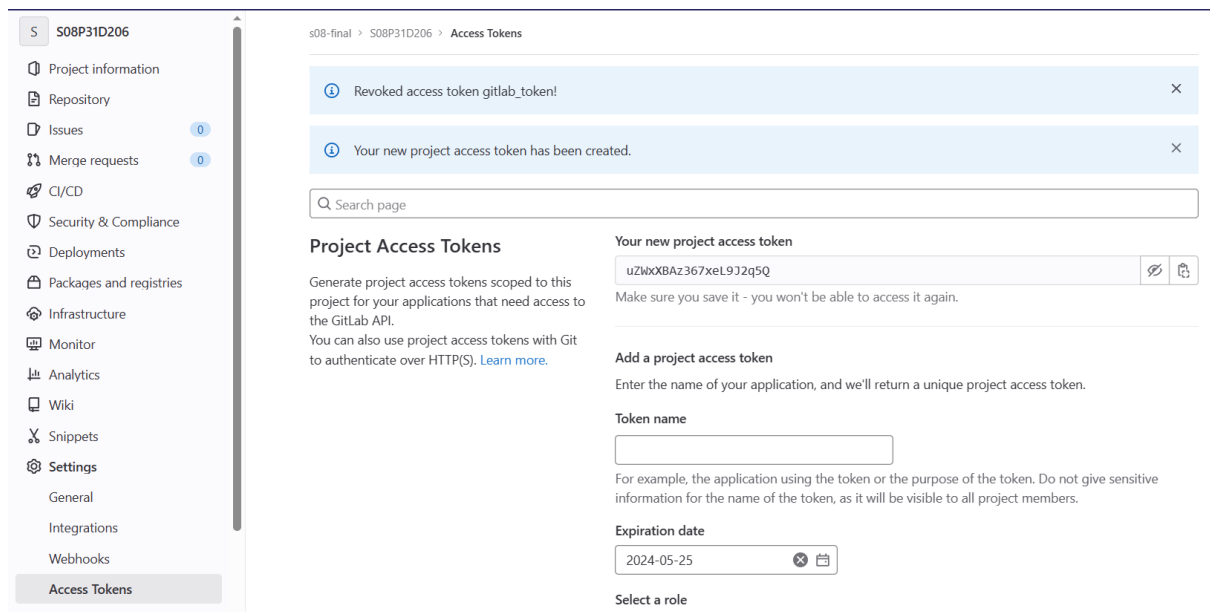 S S08P31D206
Project information
Repository
Issues 0
Merge requests 0
CI/CD
Security & Compliance
Deployments
Packages and registries
Infrastructure
Monitor
Analytics
Wiki
Snippets
Settings
General
Integrations
Webhooks
Access Tokens
s08-final > S08P31D206 > Access Tokens
Revoked access token gitlab_token!
Your new project access token has been created.
Search page
Project Access Tokens
Generate project access tokens scoped to this
project for your applications that need access to
the GitLab API.
You can also use project access tokens with Git
to authenticate over HTTP(S). Learn more.
Your new project access token
uZWxXBAz367xeL9J2q5Q
Make sure you save it - you won't be able to access it again.
Add a project access token
Enter the name of your application, and we'll return a unique project access token.
Token name
For example, the application using the token or the purpose of the token. Do not give sensitive
information for the name of the token, as it will be visible to all project members.
Expiration date
2024-05-25
Select a role